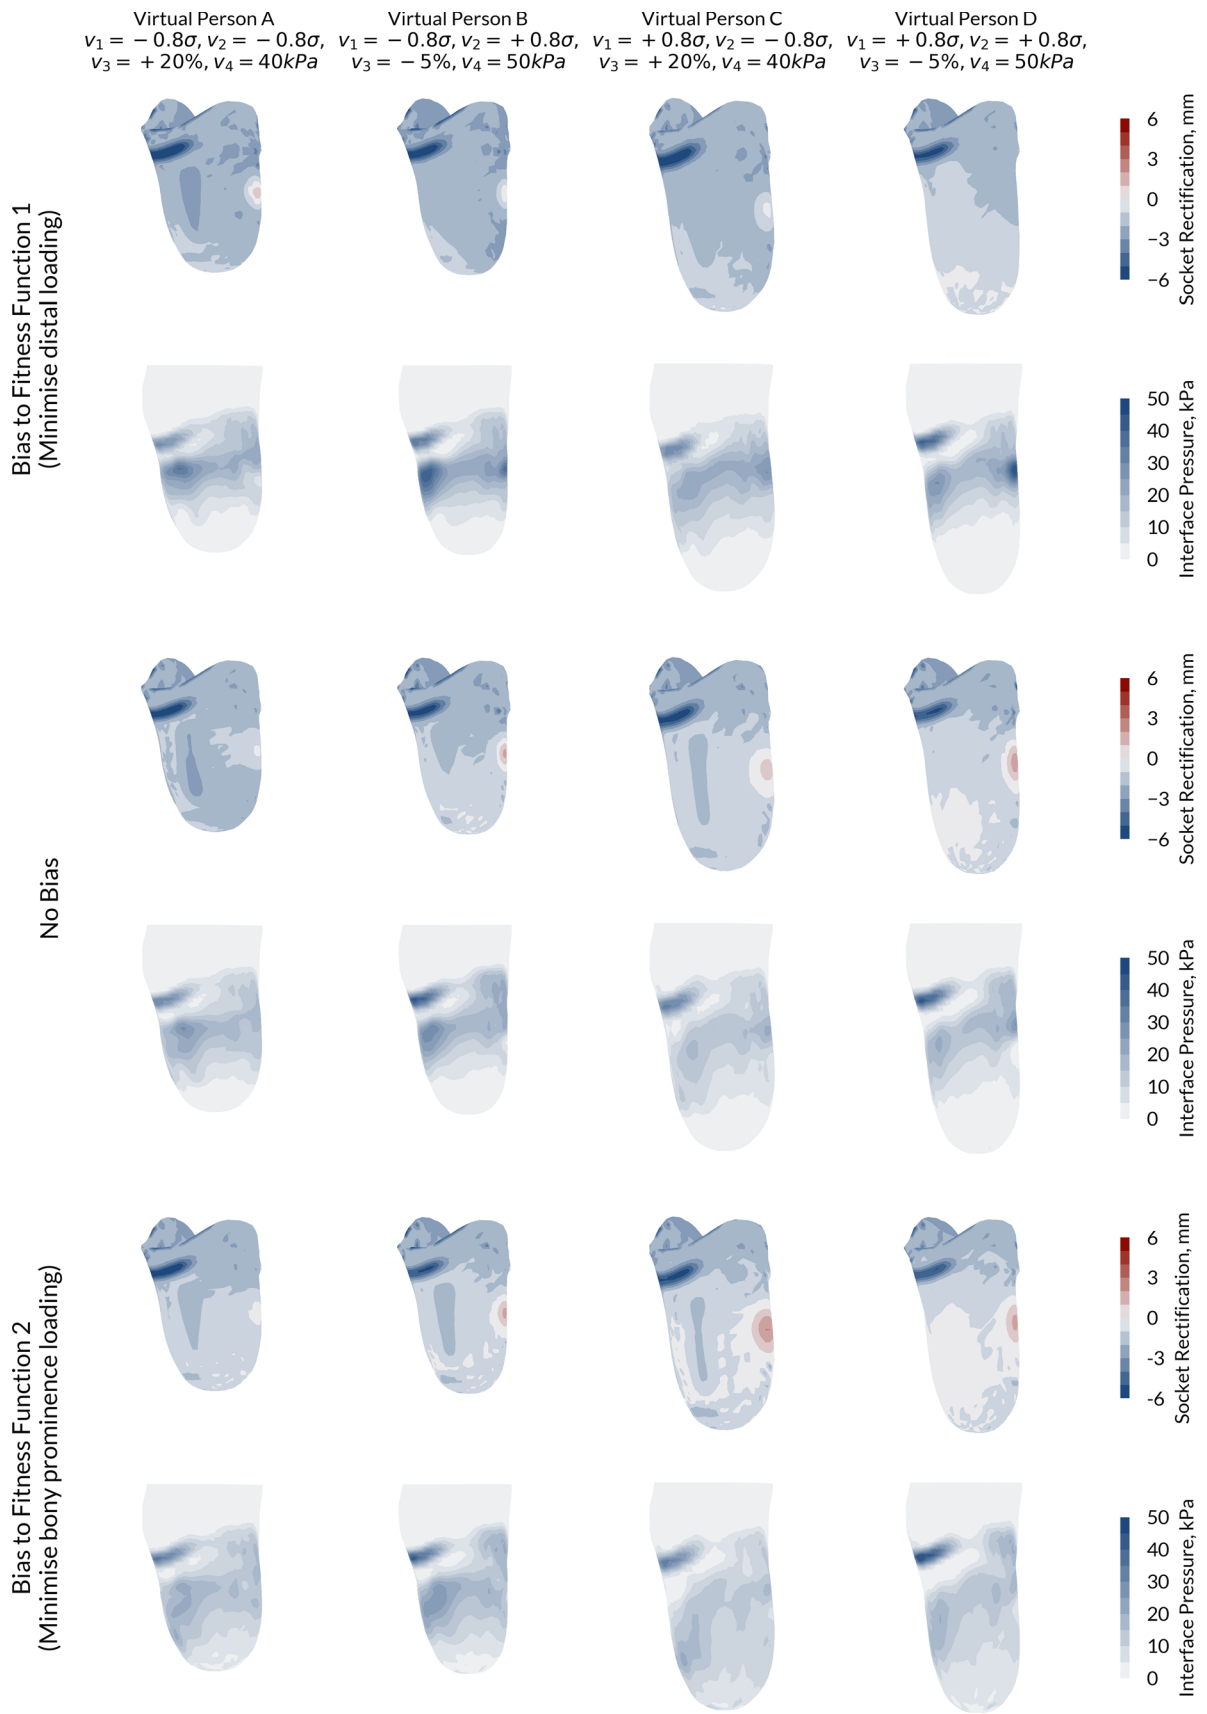 Virtual Person A
v₁ = −0.8σ, v₂ = −0.8σ,
v₃ = +20%, v₄ = 40kPa
Virtual Person B
v₁ = −0.8σ, v₂ = +0.8σ,
v₃ = −5%, v₄ = 50kPa
Virtual Person C
v₁ = +0.8σ, v₂ = −0.8σ,
v₃ = +20%, v₄ = 40kPa
Virtual Person D
v₁ = +0.8σ, v₂ = +0.8σ,
v₃ = −5%, v₄ = 50kPa
Bias to Fitness Function 1
(Minimise distal loading)
6
3
0
−3
−6
Socket Rectification, mm
50
40
30
20
10
0
Interface Pressure, kPa
No Bias
6
3
0
−3
−6
Socket Rectification, mm
50
40
30
20
10
0
Interface Pressure, kPa
Bias to Fitness Function 2
(Minimise bony prominence loading)
6
3
0
-3
-6
Socket Rectification, mm
50
40
30
20
10
0
Interface Pressure, kPa